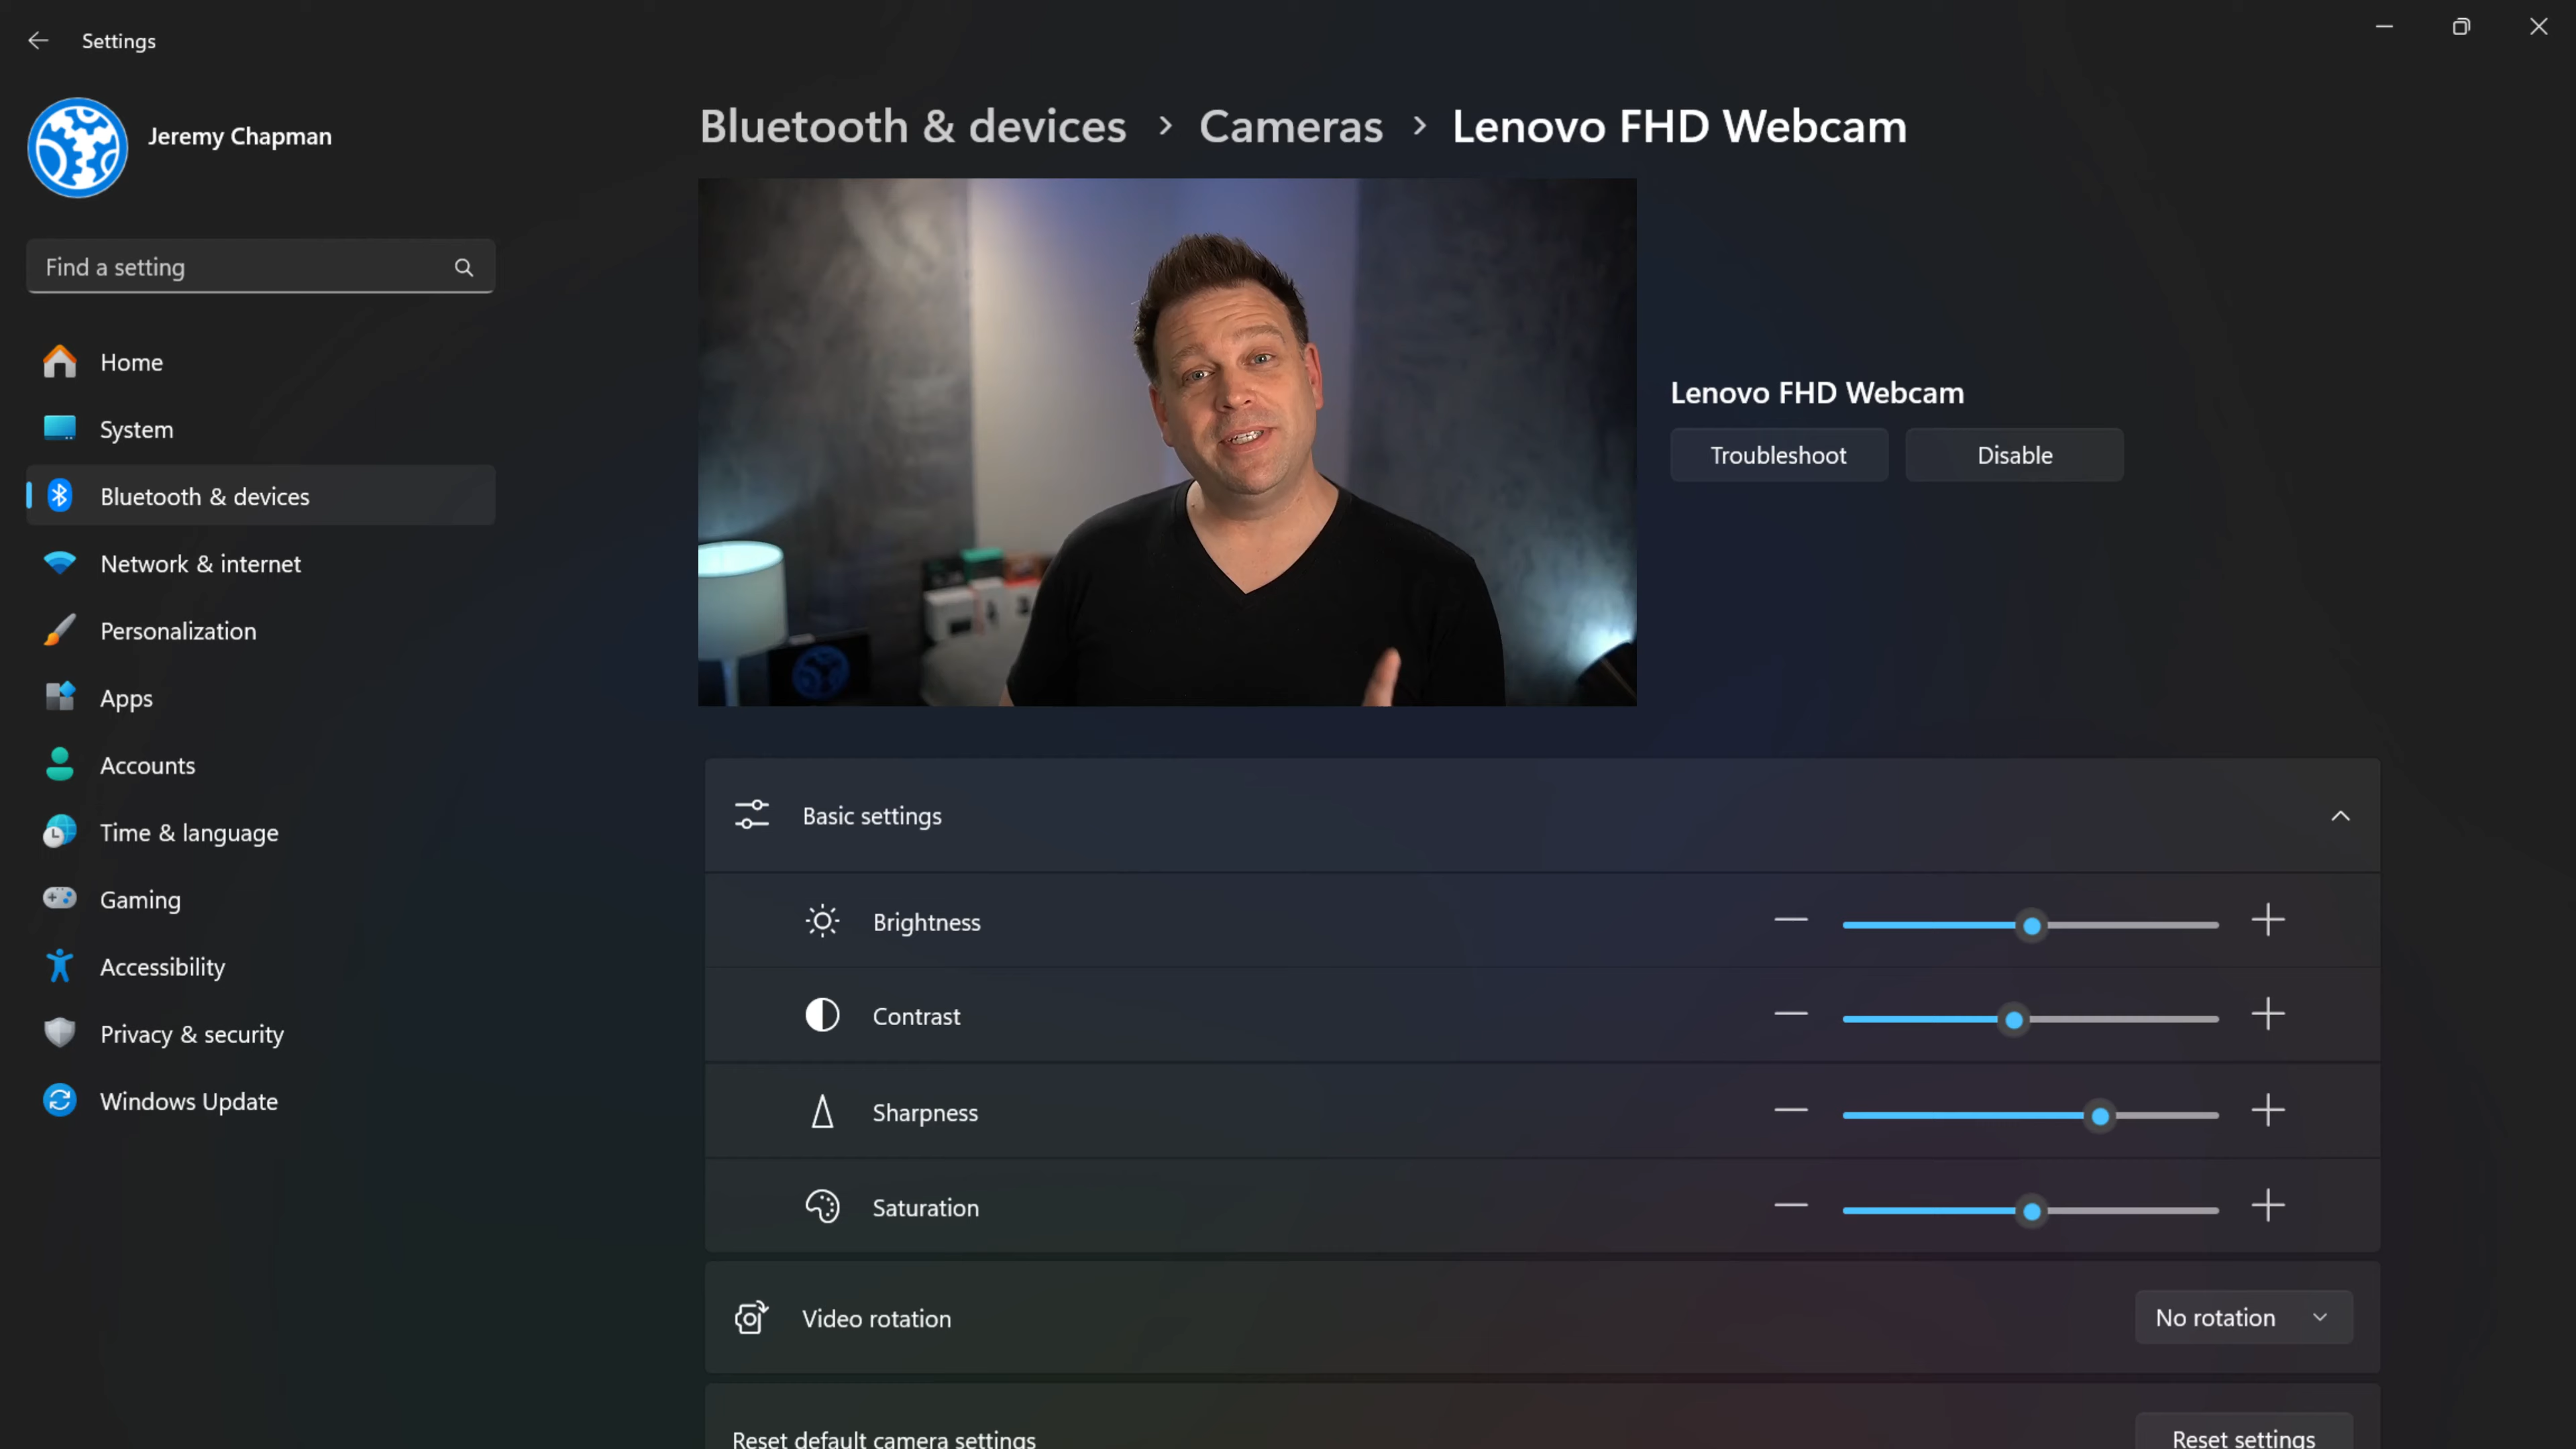 Settings
Jeremy Chapman
Find a setting
Home
System
Bluetooth & devices
Network & internet
Personalization
Apps
Accounts
Time & language
Gaming
Accessibility
Privacy & security
Windows Update
Bluetooth & devices > Cameras > Lenovo FHD Webcam
Lenovo FHD Webcam
Troubleshoot Disable
Basic settings
Brightness
Contrast
Sharpness
Saturation
Video rotation No rotation
Reset default camera settings Reset settings